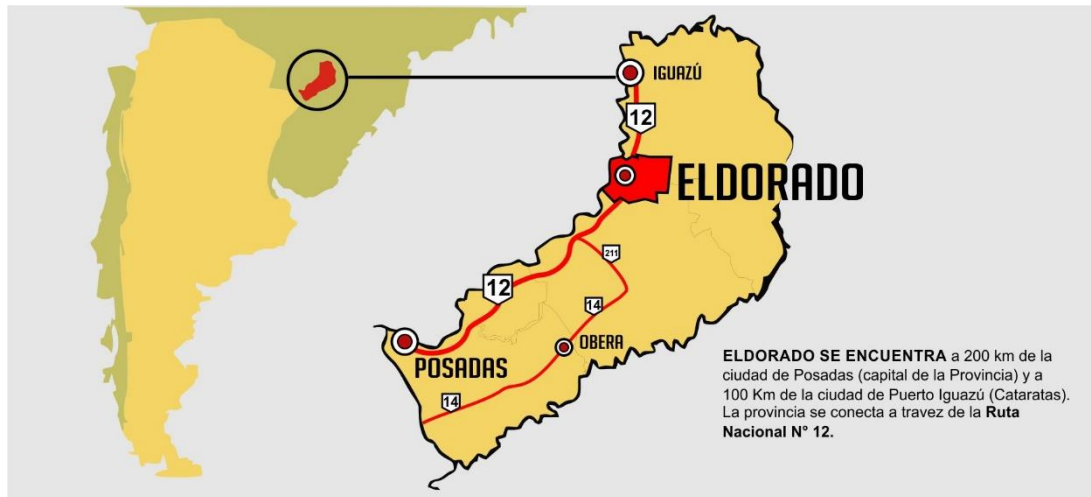 IGUAZÚ
12
ELDORADO
211
12
14
OBERA
POSADAS
14
ELDORADO SE ENCUENTRA a 200 km de la
ciudad de Posadas (capital de la Provincia) y a
100 Km de la ciudad de Puerto Iguazú (Cataratas).
La provincia se conecta a travez de la Ruta
Nacional N° 12.